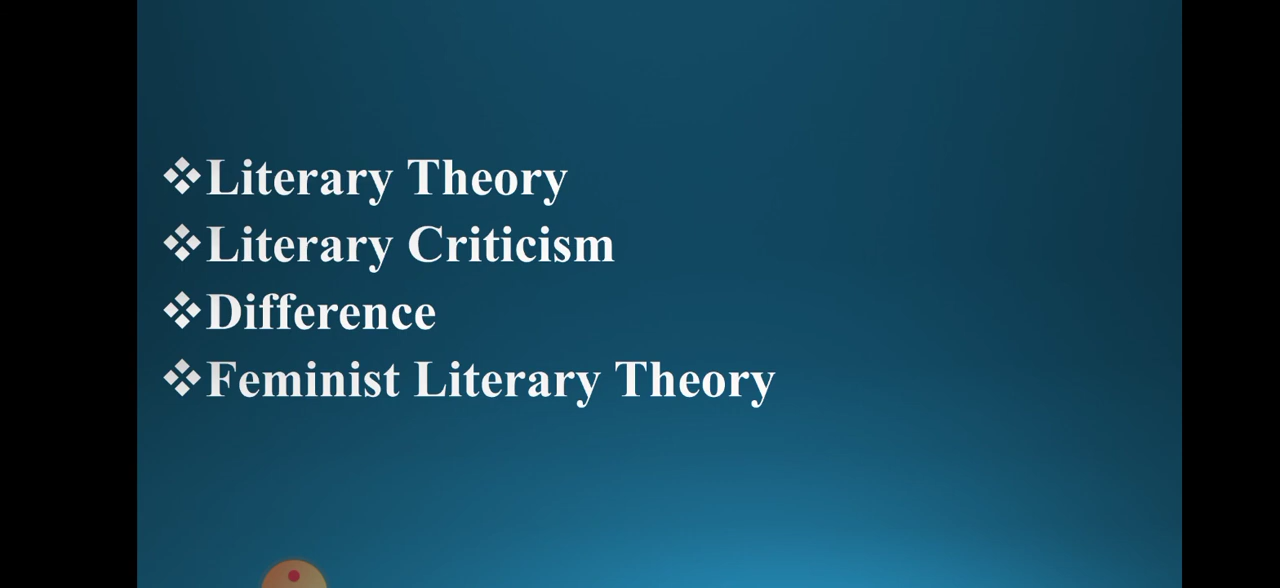 ❖Literary Theory
❖Literary Criticism
❖Difference
❖Feminist Literary Theory